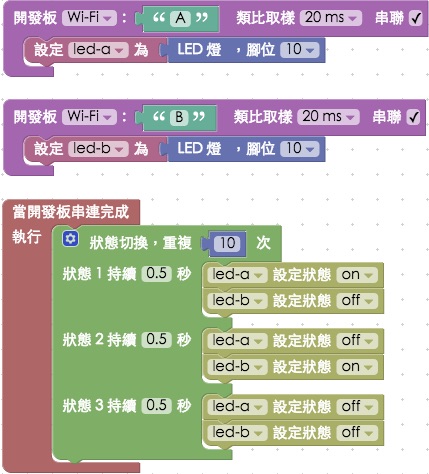 開發板 Wi-Fi ： “ A ” 類比取樣 20 ms 串聯 ✓
設定 led-a 為 LED 燈 ，腳位 10
開發板 Wi-Fi ： “ B ” 類比取樣 20 ms 串聯 ✓
設定 led-b 為 LED 燈 ，腳位 10
當開發板串連完成
執行 狀態切換，重複 10 次
狀態 1 持續 0.5 秒 led-a 設定狀態 on
led-b 設定狀態 off
狀態 2 持續 0.5 秒 led-a 設定狀態 off
led-b 設定狀態 on
狀態 3 持續 0.5 秒 led-a 設定狀態 off
led-b 設定狀態 off